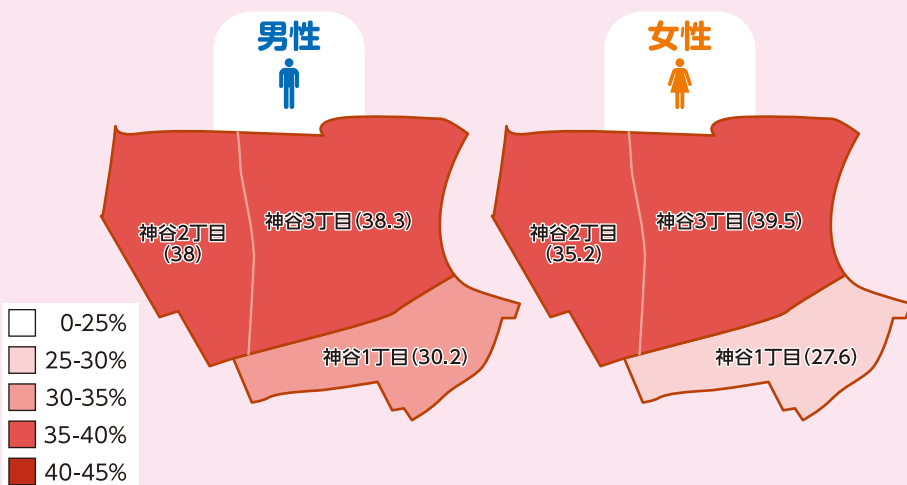 男性
神谷2丁目
(38)
神谷3丁目(38.3)
神谷1丁目(30.2)
女性
神谷2丁目
(35.2)
神谷3丁目(39.5)
神谷1丁目(27.6)
0-25%
25-30%
30-35%
35-40%
40-45%